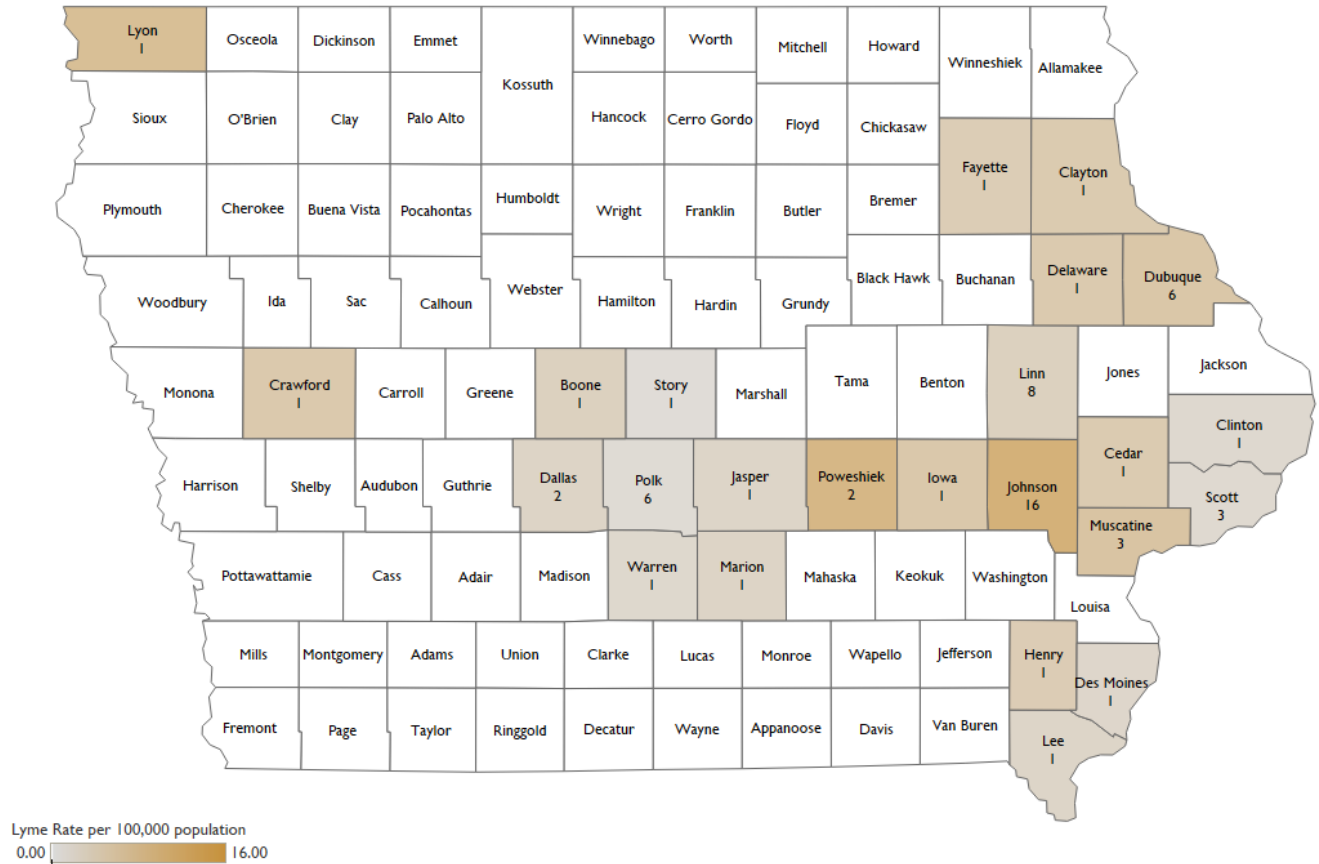 Lyon
1
Osceola
Dickinson
Emmet
Kossuth
Winnebago
Worth
Mitchell
Howard
Winneshiek
Allamakee
Sioux
O'Brien
Clay
Palo Alto
Hancock
Cerro Gordo
Floyd
Chickasaw
Fayette
1
Clayton
1
Plymouth
Cherokee
Buena Vista
Pocahontas
Humboldt
Wright
Franklin
Butler
Bremer
Woodbury
Ida
Sac
Calhoun
Webster
Hamilton
Hardin
Grundy
Black Hawk
Buchanan
Delaware
1
Dubuque
6
Monona
Crawford
1
Carroll
Greene
Boone
1
Story
1
Marshall
Tama
Benton
Linn
8
Jones
Jackson
Clinton
1
Harrison
Shelby
Audubon
Guthrie
Dallas
2
Polk
6
Jasper
1
Poweshiek
2
Iowa
1
Johnson
16
Cedar
1
Scott
3
Muscatine
3
Pottawattamie
Cass
Adair
Madison
Warren
1
Marion
1
Mahaska
Keokuk
Washington
Louisa
Mills
Montgomery
Adams
Union
Clarke
Lucas
Monroe
Wapello
Jefferson
Henry
1
Des Moines
1
Fremont
Page
Taylor
Ringgold
Decatur
Wayne
Appanoose
Davis
Van Buren
Lee
1
Lyme Rate per 100,000 population
0.00 16.00